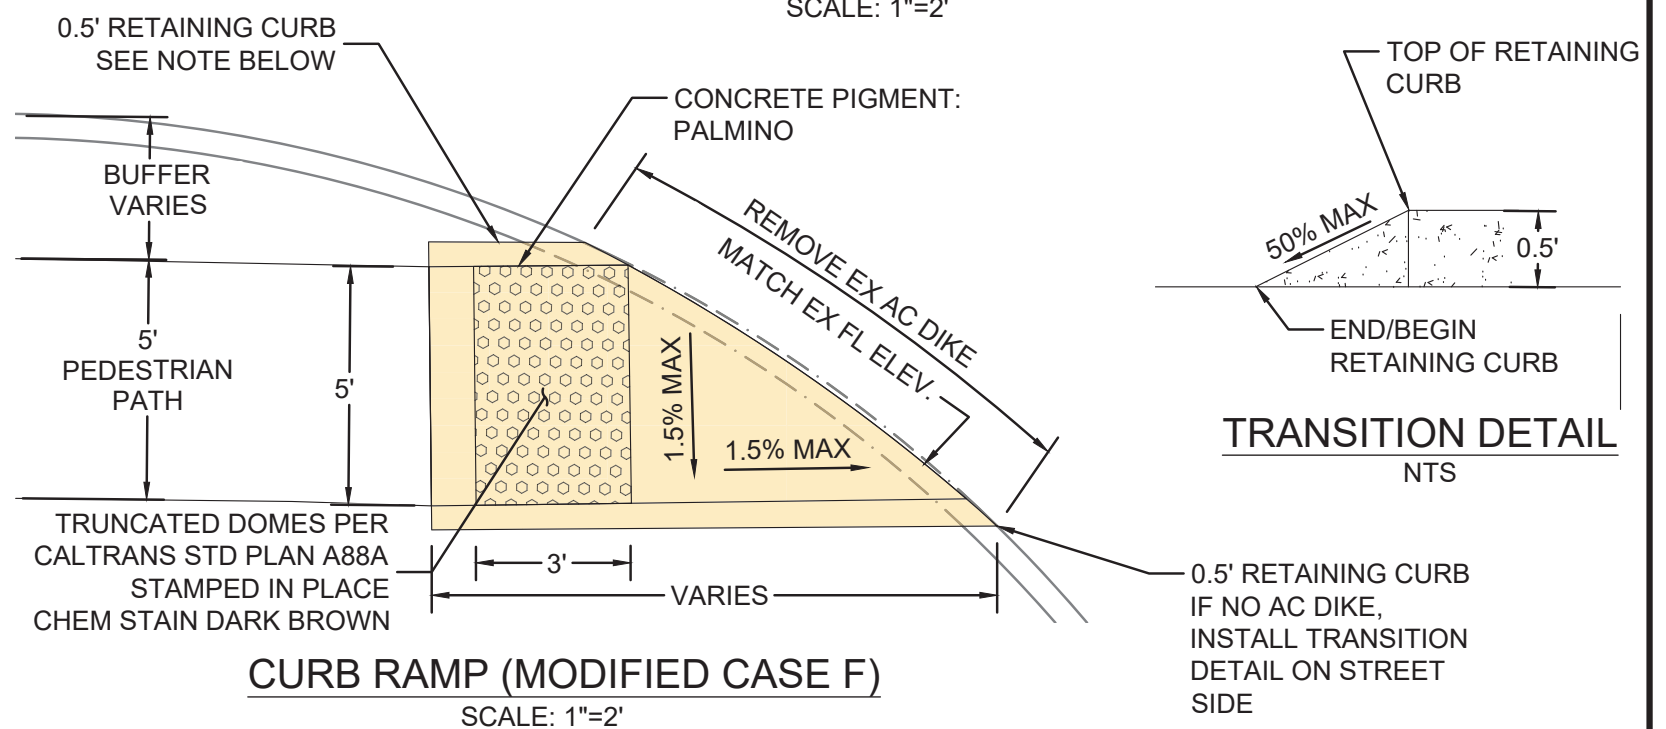 SCALE: 1"=2'
0.5' RETAINING CURB
SEE NOTE BELOW
CONCRETE PIGMENT:
PALMINO
BUFFER
VARIES
5'
PEDESTRIAN
PATH
5'
REMOVE EX AC DIKE
MATCH EX FL ELEV.
1.5% MAX
1.5% MAX
TRUNCATED DOMES PER
CALTRANS STD PLAN A88A
STAMPED IN PLACE
CHEM STAIN DARK BROWN
3'
VARIES
0.5' RETAINING CURB
IF NO AC DIKE,
INSTALL TRANSITION
DETAIL ON STREET
SIDE
CURB RAMP (MODIFIED CASE F)
SCALE: 1"=2'
TOP OF RETAINING
CURB
50% MAX
0.5'
END/BEGIN
RETAINING CURB
TRANSITION DETAIL
NTS